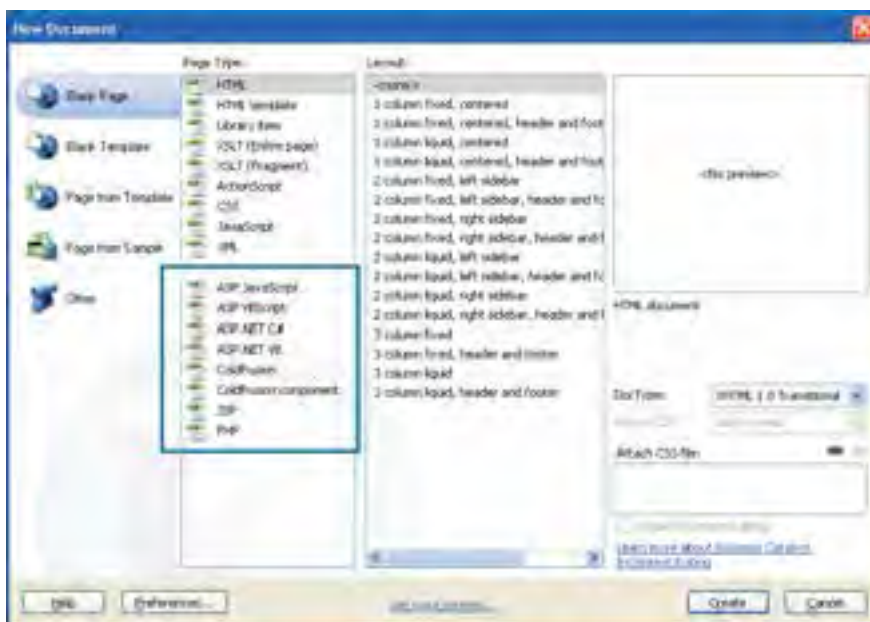 New Document
Page Type:
Layout:
Blank Page
Blank Template
Page from Template
Page from Sample
Other
HTML
HTML template
Library item
XSLT (Entire page)
XSLT (Fragment)
ActionScript
CSS
JavaScript
XML
ASP JavaScript
ASP VBScript
ASP.NET C#
ASP.NET VB
ColdFusion
ColdFusion component
JSP
PHP
<none>
1 column fixed, centered
1 column fixed, centered, header and foot
1 column liquid, centered
1 column liquid, centered, header and foot
2 column fixed, left sidebar
2 column fixed, left sidebar, header and fo
2 column fixed, right sidebar
2 column fixed, right sidebar, header and f
2 column liquid, left sidebar
2 column liquid, left sidebar, header and fo
2 column liquid, right sidebar
2 column liquid, right sidebar, header and f
3 column fixed
3 column fixed, header and footer
3 column liquid
3 column liquid, header and footer
<No preview>
HTML document
DocType:
XHTML 1.0 Transitional
Attach CSS file:
Learn more about
Help
Preferences...
Create
Cancel